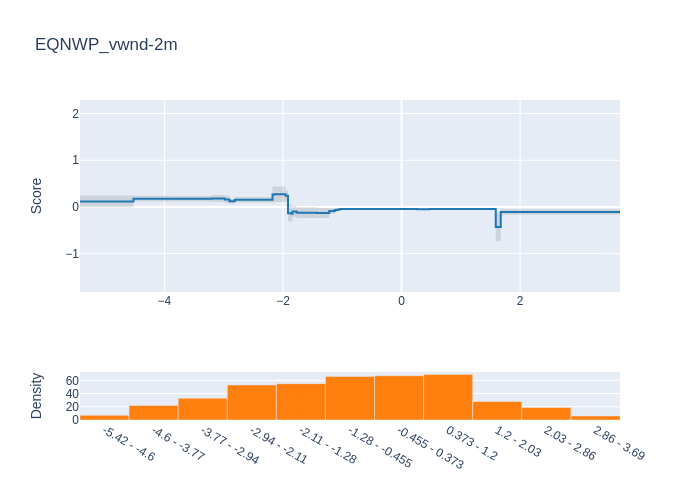 EQNWP_vwnd-2m
Score
2
1
0
−1
−4
−2
0
2
Density
60
40
20
0
-5.42 - -4.6
-4.6 - -3.77
-3.77 - -2.94
-2.94 - -2.11
-2.11 - -1.28
-1.28 - -0.455
-0.455 - 0.373
0.373 - 1.2
1.2 - 2.03
2.03 - 2.86
2.86 - 3.69